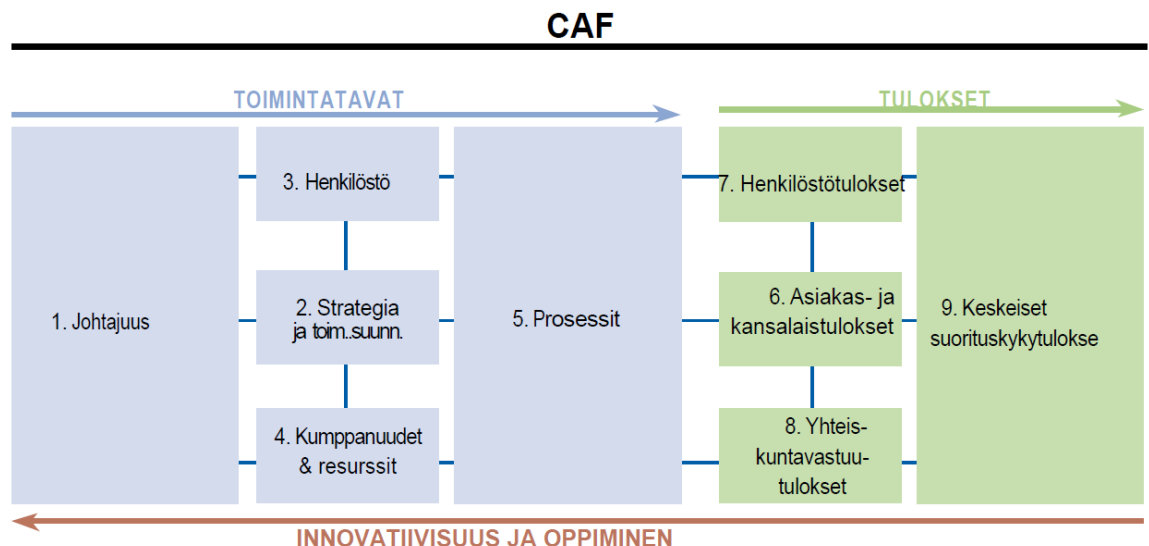 CAF
TOIMINTATAVAT
TULOKSET
1. Johtajuus
3. Henkilöstö
2. Strategia
ja toim..suunn.
4. Kumppanuudet
& resurssit
5. Prosessit
7. Henkilöstötulokset
6. Asiakas- ja
kansalaistulokset
8. Yhteis-
kuntavastuu-
tulokset
9. Keskeiset
suorituskykytulokse
INNOVATIIVISUUS JA OPPIMINEN